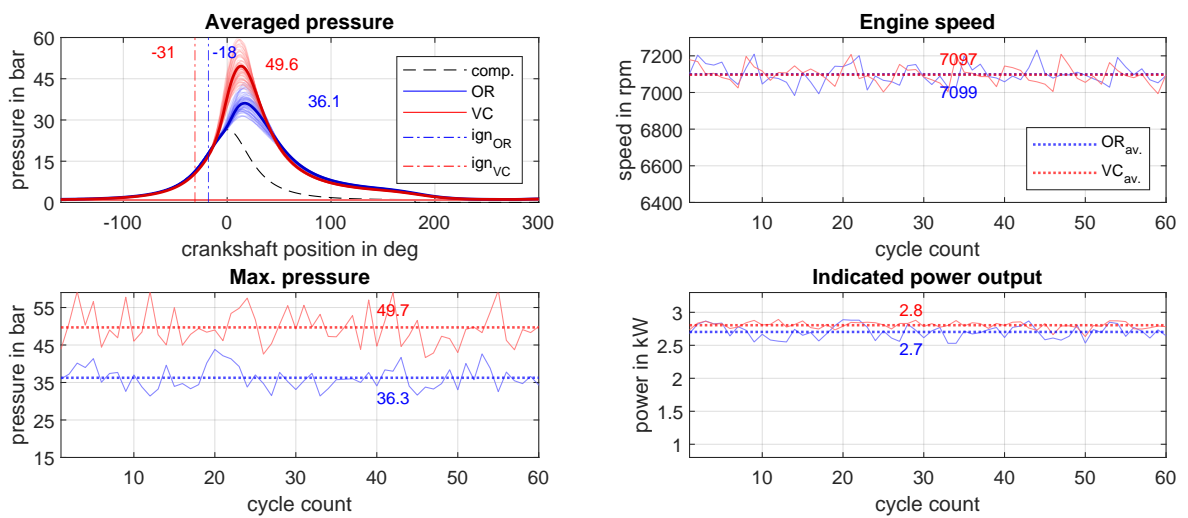 Averaged pressure
60
45
30
15
0
pressure in bar
-31
-18
49.6
36.1
comp.
OR
VC
ign_OR
ign_VC
-100
0
100
200
300
crankshaft position in deg
Engine speed
7200
7000
6800
6600
6400
speed in rpm
7097
7099
OR_av.
VC_av.
10
20
30
40
50
60
cycle count
Max. pressure
55
45
35
25
15
pressure in bar
49.7
36.3
10
20
30
40
50
60
cycle count
Indicated power output
3
2.5
2
1.5
1
power in kW
2.8
2.7
10
20
30
40
50
60
cycle count